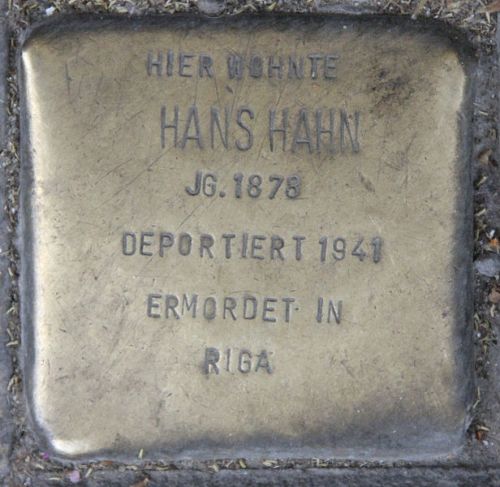 HIER WOHNTE
HANS HAHN
JG. 1878
DEPORTIERT 1941
ERMORDET IN
RIGA